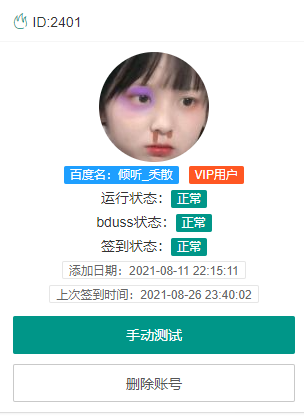 ID:2401
百度名：倾听_兲散 VIP用户
运行状态：正常
bduss状态：正常
签到状态：正常
添加日期：2021-08-11 22:15:11
上次签到时间：2021-08-26 23:40:02
手动测试
删除账号